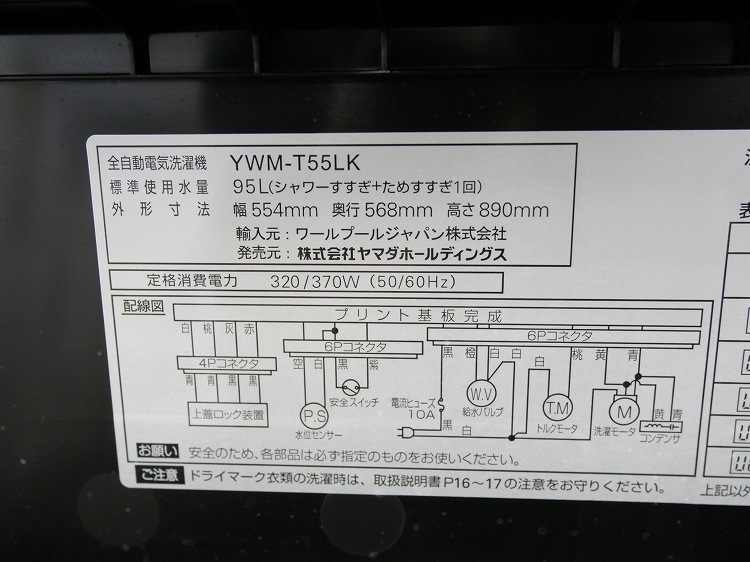 全自動電気洗濯機 YWM-T55LK
標準使用水量 95L(シャワーすすぎ+ためすすぎ1回)
外形寸法 幅554mm 奥行568mm 高さ890mm
輸入元：ワールプールジャパン株式会社
発売元：株式会社ヤマダホールディングス
定格消費電力 320/370W (50/60Hz)
配線図
プリント基板完成
白 桃 灰 赤
4Pコネクタ
青 青 黒 黒
上蓋ロック装置
6Pコネクタ
空 白 黒 紫
安全スイッチ
P.S
水位センサー
6Pコネクタ
黒 橙 白 白 白 桃 黄 青
電流ヒューズ
10A
黒
白
W.V
給水バルブ
T.M
トルクモータ
M
洗濯モータ
黄 青
コンデンサ
お願い 安全のため、各部品は必ず指定のものをお使いください。
ご注意 ドライマーク衣類の洗濯時は、取扱説明書P16～17の注意をお守りください。
表
上記以